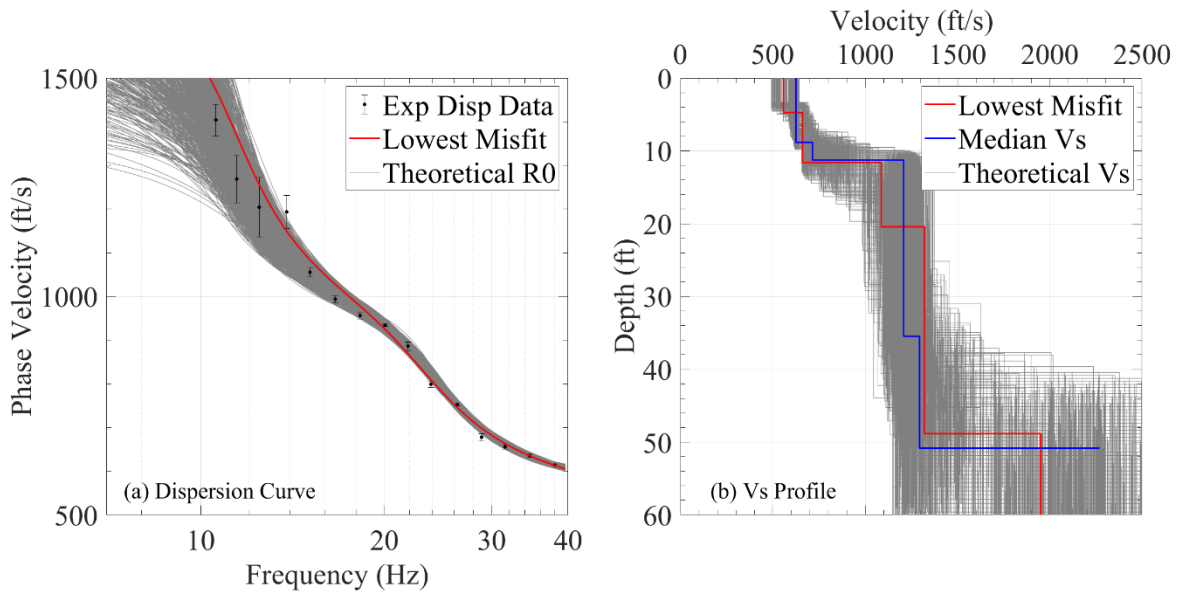 1500
1000
500
10
20
30
40
Phase Velocity (ft/s)
Frequency (Hz)
Exp Disp Data
Lowest Misfit
Theoretical R0
(a) Dispersion Curve
Velocity (ft/s)
0
500
1000
1500
2000
2500
0
10
20
30
40
50
60
Depth (ft)
Lowest Misfit
Median Vs
Theoretical Vs
(b) Vs Profile